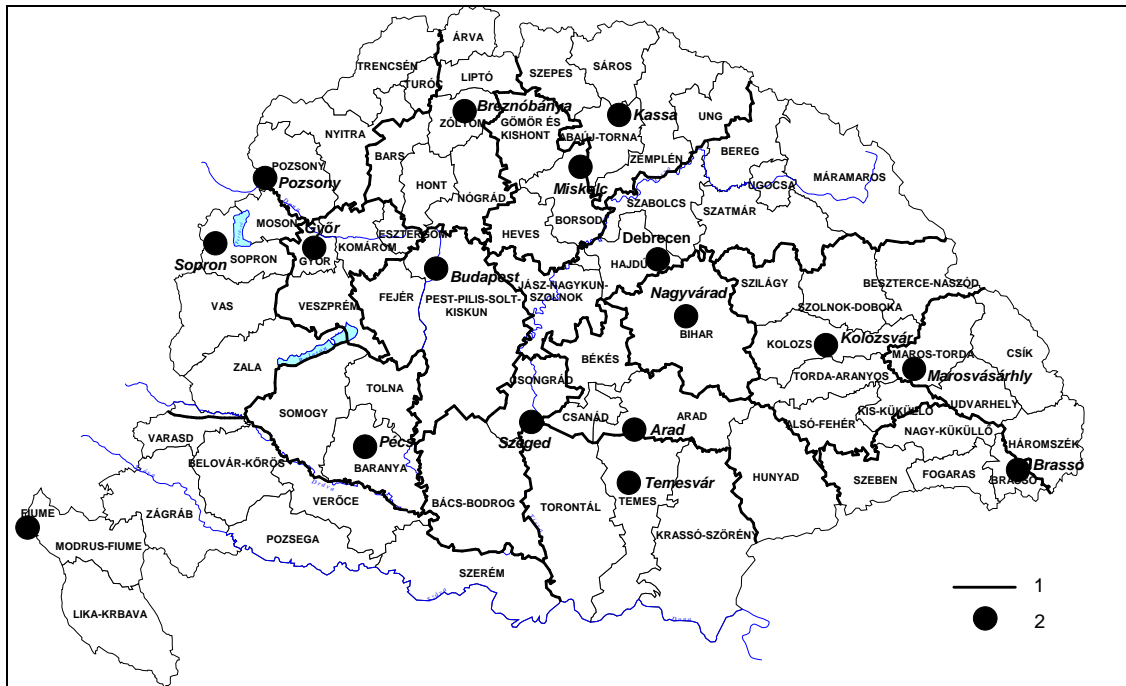 ÁRVA
TRENCSÉN
TURÓC
LIPTÓ
SZEPES
SÁROS
Breznóbánya
ZÓLYOM
GÖMÖR ÉS
KISHONT
Kassa
ABAÚJ-TORNA
UNG
NYITRA
BARS
ZEMPLÉN
BEREG
POZSONY
Pozsony
HONT
Miskolc
UGOCSA
MÁRAMAROS
NÓGRÁD
SZABOLCS
SZATMÁR
MOSON
Győr
BORSOD
HEVES
ESZTERGOM
KOMÁROM
GYŐR
Debrecen
HAJDÚ
Sopron
SOPRON
Budapest
VAS
VESZPRÉM
FEJÉR
PEST-PILIS-SOLT-
KISKUN
JÁSZ-NAGYKUN-
SZOLNOK
Nagyvárad
BIHAR
SZILÁGY
BESZTERCE-NASZÓD
SZOLNOK-DOBOKA
KOLOZS
Kolozsvár
MAROS-TORDA
Marosvásárhly
CSÍK
ZALA
BÉKÉS
TORDA-ARANYOS
TOLNA
CSONGRÁD
SOMOGY
CSANÁD
ARAD
Arad
Szeged
ALSÓ-FEHÉR
KIS-KÜKÜLLŐ
UDVARHELY
NAGY-KÜKÜLLŐ
HÁROMSZÉK
VARASD
Pécs
BARANYA
BELOVÁR-KŐRÖS
Brassó
BRASSÓ
Temesvár
TEMES
HUNYAD
SZEBEN
FOGARAS
VERŐCE
BÁCS-BODROG
TORONTÁL
FIUME
ZÁGRÁB
KRASSÓ-SZÖRÉNY
MODRUS-FIUME
POZSEGA
SZERÉM
LIKA-KRBAVA
1
2